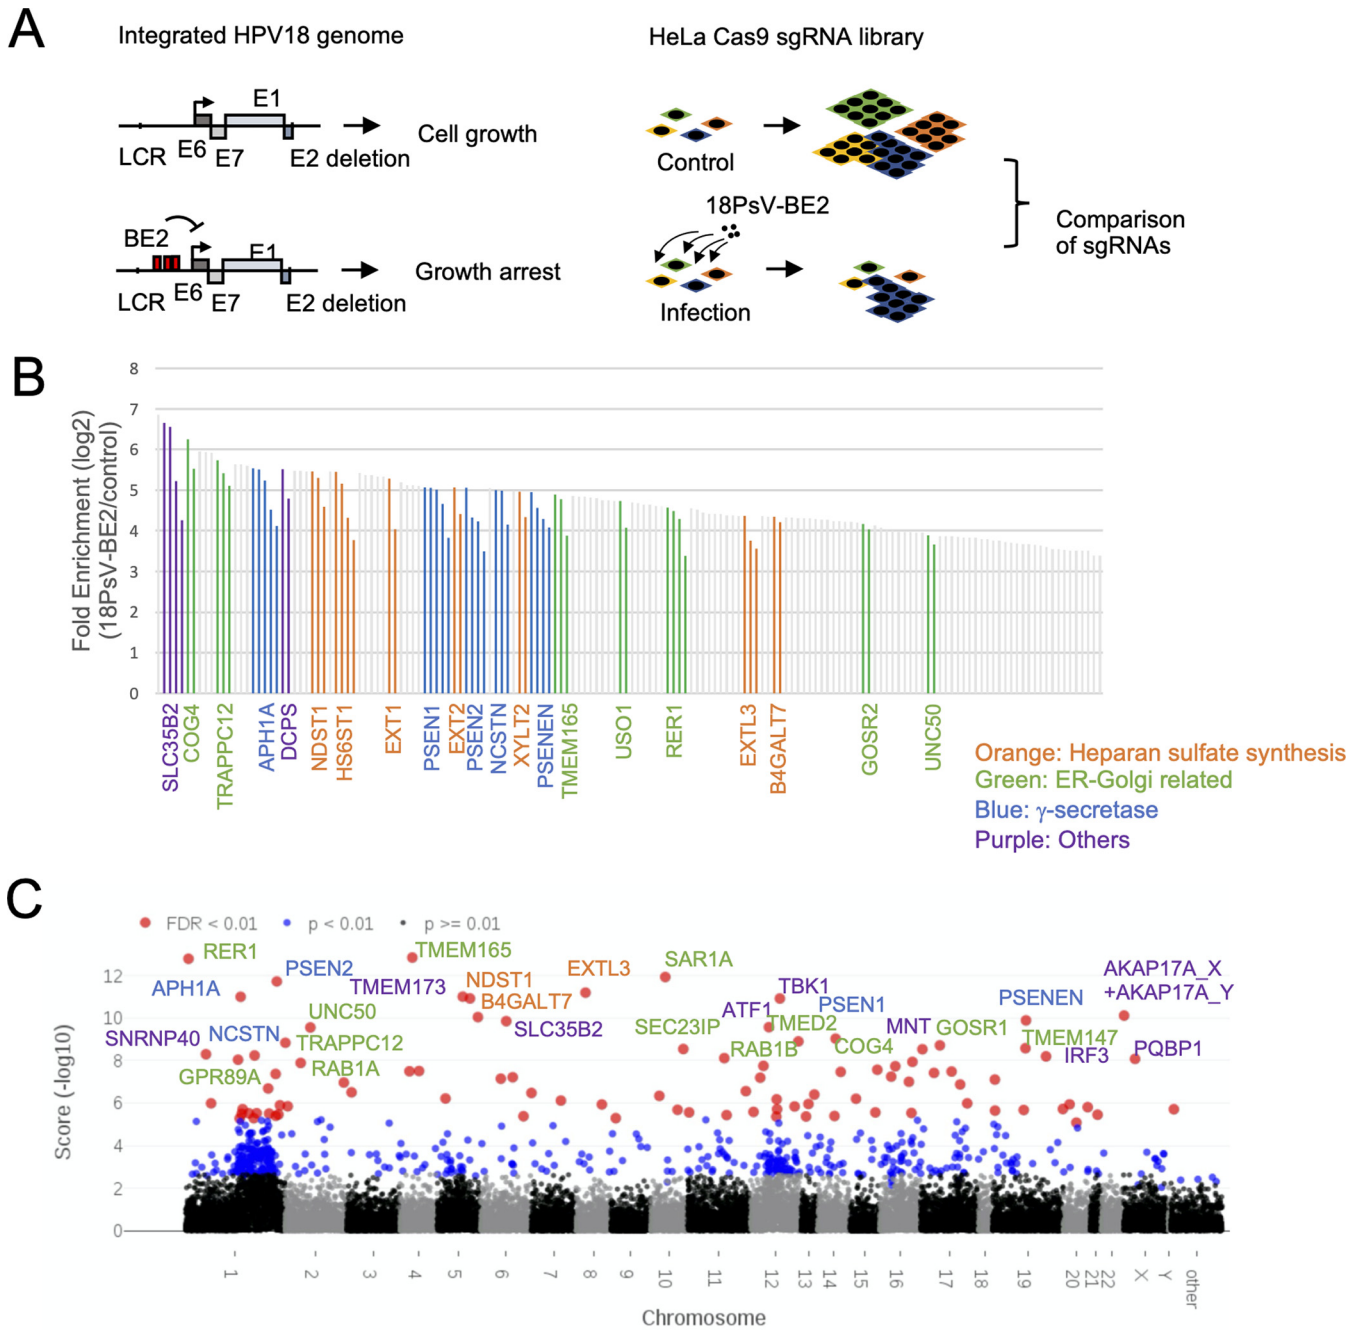 A
Integrated HPV18 genome
HeLa Cas9 sgRNA library
E1
LCR
E6
E7
E2 deletion
Cell growth
Control
18PsV-BE2
BE2
E1
LCR
E6
E7
E2 deletion
Growth arrest
Infection
Comparison
of sgRNAs
B
Fold Enrichment (log2)
(18PsV-BE2/control)
8
7
6
5
4
3
2
1
0
SLC35B2
COG4
TRAPPC12
APH1A
DCPS
NDST1
HS6ST1
EXT1
PSEN1
EXT2
PSEN2
NCSTN
XYLT2
PSENEN
TMEM165
USO1
RER1
EXTL3
B4GALT7
GOSR2
UNC50
Orange: Heparan sulfate synthesis
Green: ER-Golgi related
Blue: γ-secretase
Purple: Others
C
FDR < 0.01
p < 0.01
p >= 0.01
Score (-log10)
12
10
8
6
4
2
0
RER1
TMEM165
SAR1A
PSEN2
APH1A
TMEM173
NDST1
EXTL3
B4GALT7
TBK1
AKAP17A_X
+AKAP17A_Y
PSENEN
UNC50
SLC35B2
ATF1
PSEN1
SNRNP40
NCSTN
TRAPPC12
SEC23IP
TMED2
MNT
GOSR1
TMEM147
GPR89A
RAB1A
RAB1B
COG4
IRF3
PQBP1
1
2
3
4
5
6
7
8
9
10
11
12
13
14
15
16
17
18
19
20
21
22
X
Y
other
Chromosome